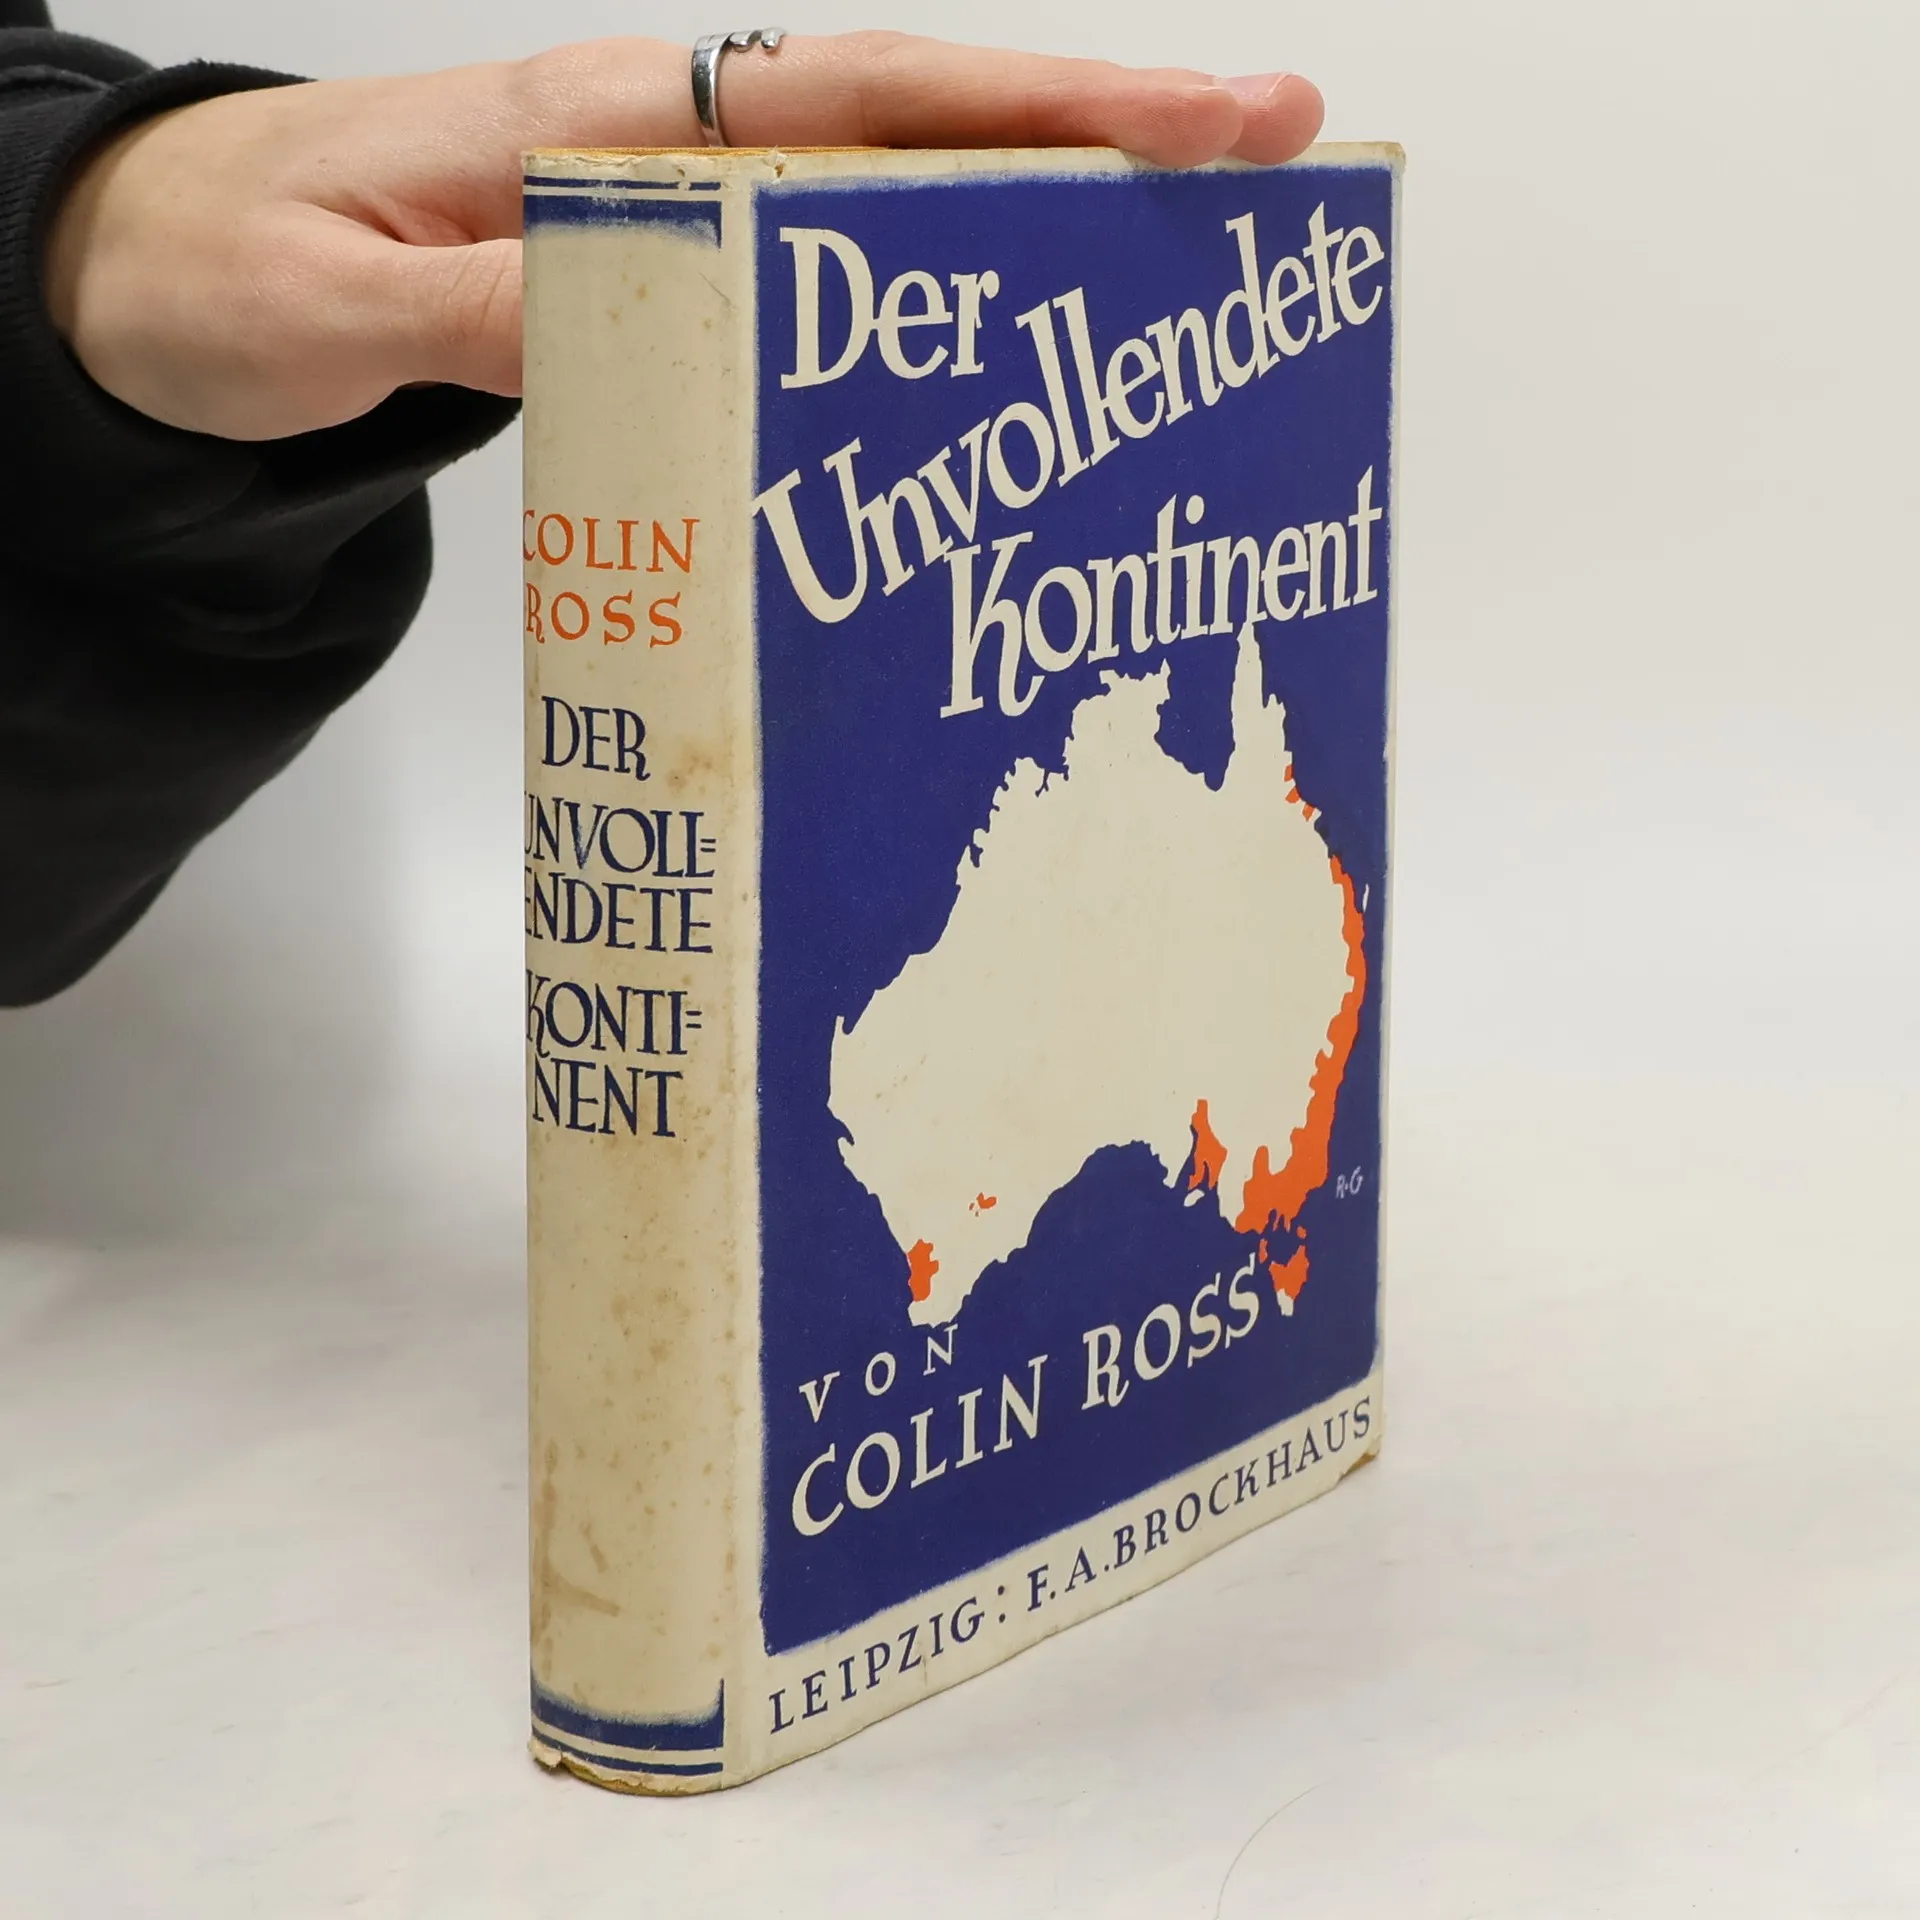 COLIN
ROSS
DER
UNVOLL=
ENDETE
KONTI=
NENT
Der
Unvollendete
Kontinent
R.G
VON
COLIN ROSS
LEIPZIG: F.A.BROCKHAUS